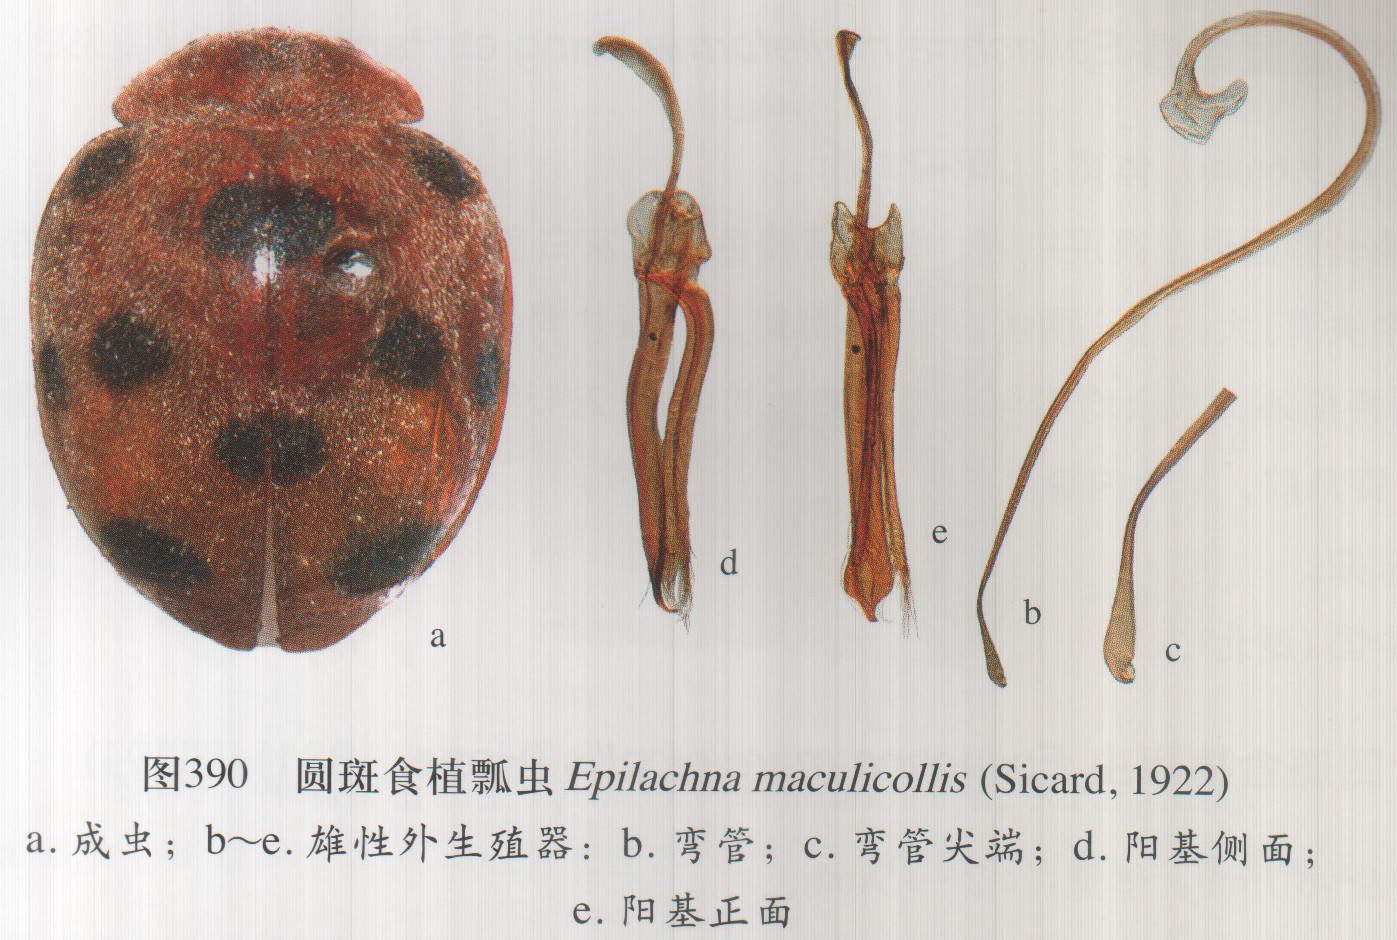 a
d
e
b
c
图390 圆斑食植瓢虫 Epilachna maculicollis (Sicard, 1922)
a. 成虫；b~e. 雄性外生殖器：b. 弯管；c. 弯管尖端；d. 阳基侧面；
e. 阳基正面